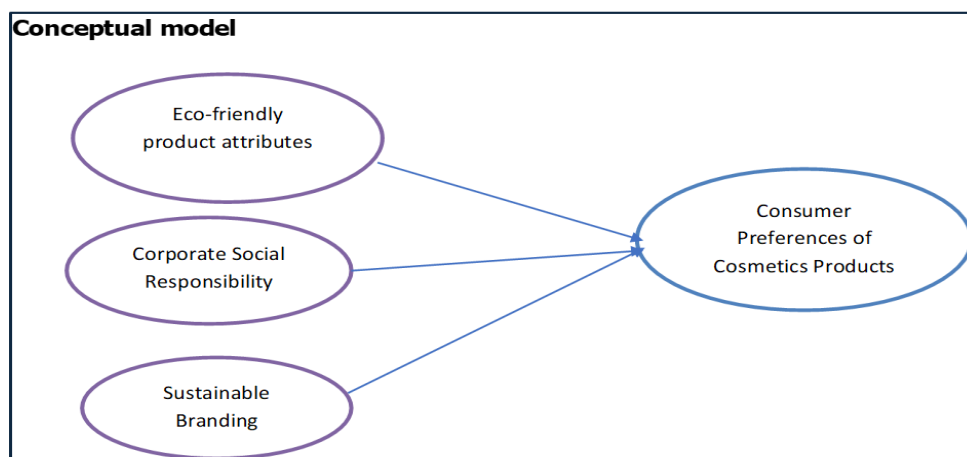 Conceptual model
Eco-friendly
product attributes
Corporate Social
Responsibility
Sustainable
Branding
Consumer
Preferences of
Cosmetics Products